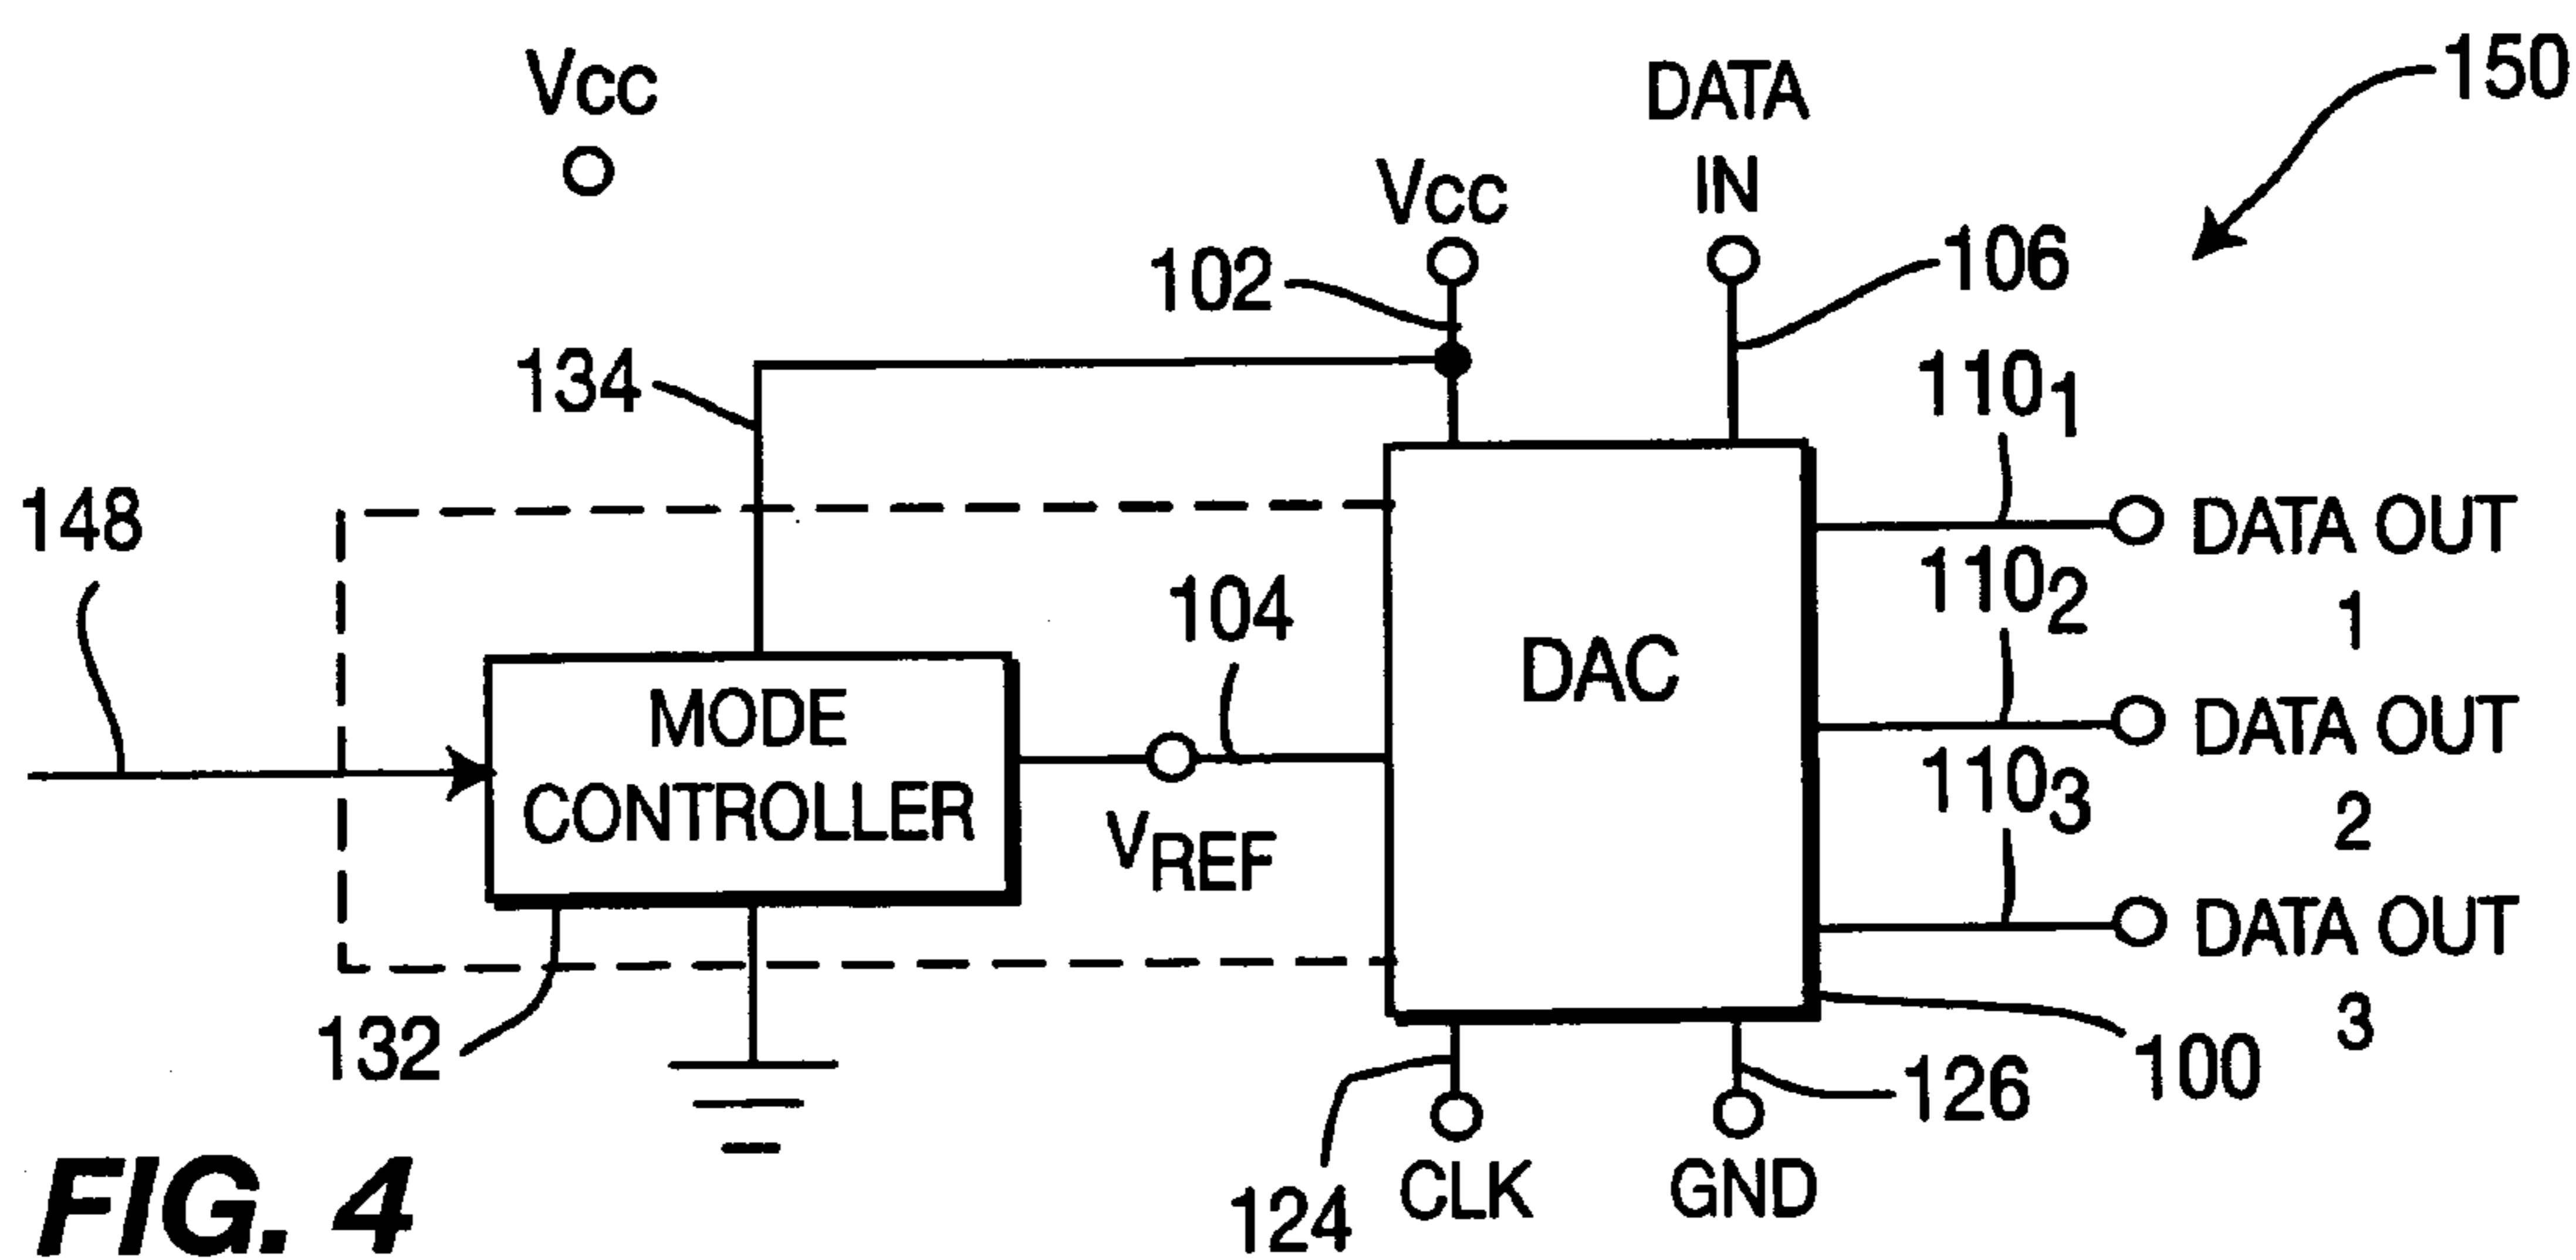 Vcc
DATA
IN
150
Vcc
102
106
134
110₁
148
DATA OUT
1
110₂
104
DAC
MODE
CONTROLLER
DATA OUT
2
110₃
VREF
DATA OUT
3
132
100
126
124
CLK
GND
FIG. 4